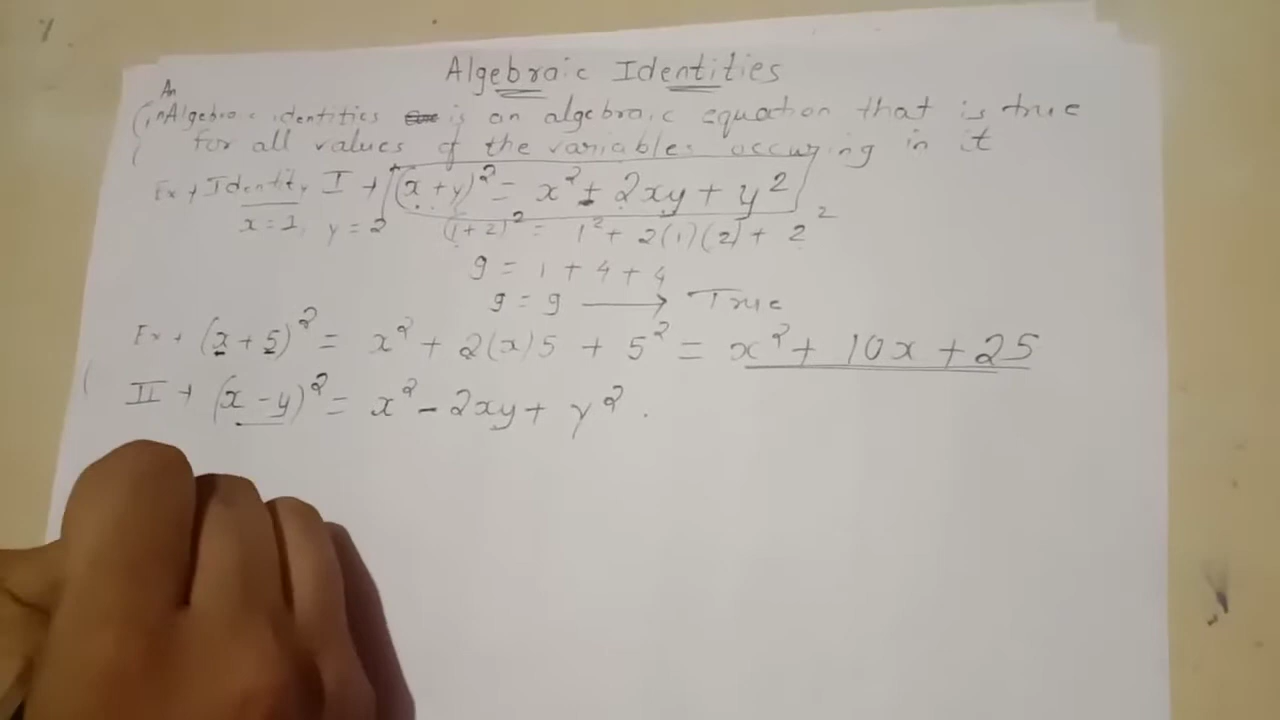 Algebraic Identities
An
Algebraic identities is an algebraic equation that is true
for all values of the variables occuring in it
Ex → Identity I → (x + y)² = x² + 2xy + y²
x = 1, y = 2 (1 + 2)² = 1² + 2(1)(2) + 2²
9 = 1 + 4 + 4
9 = 9 → True
Ex → (x + 5)² = x² + 2(x)5 + 5² = x² + 10x + 25
II → (x - y)² = x² - 2xy + y².